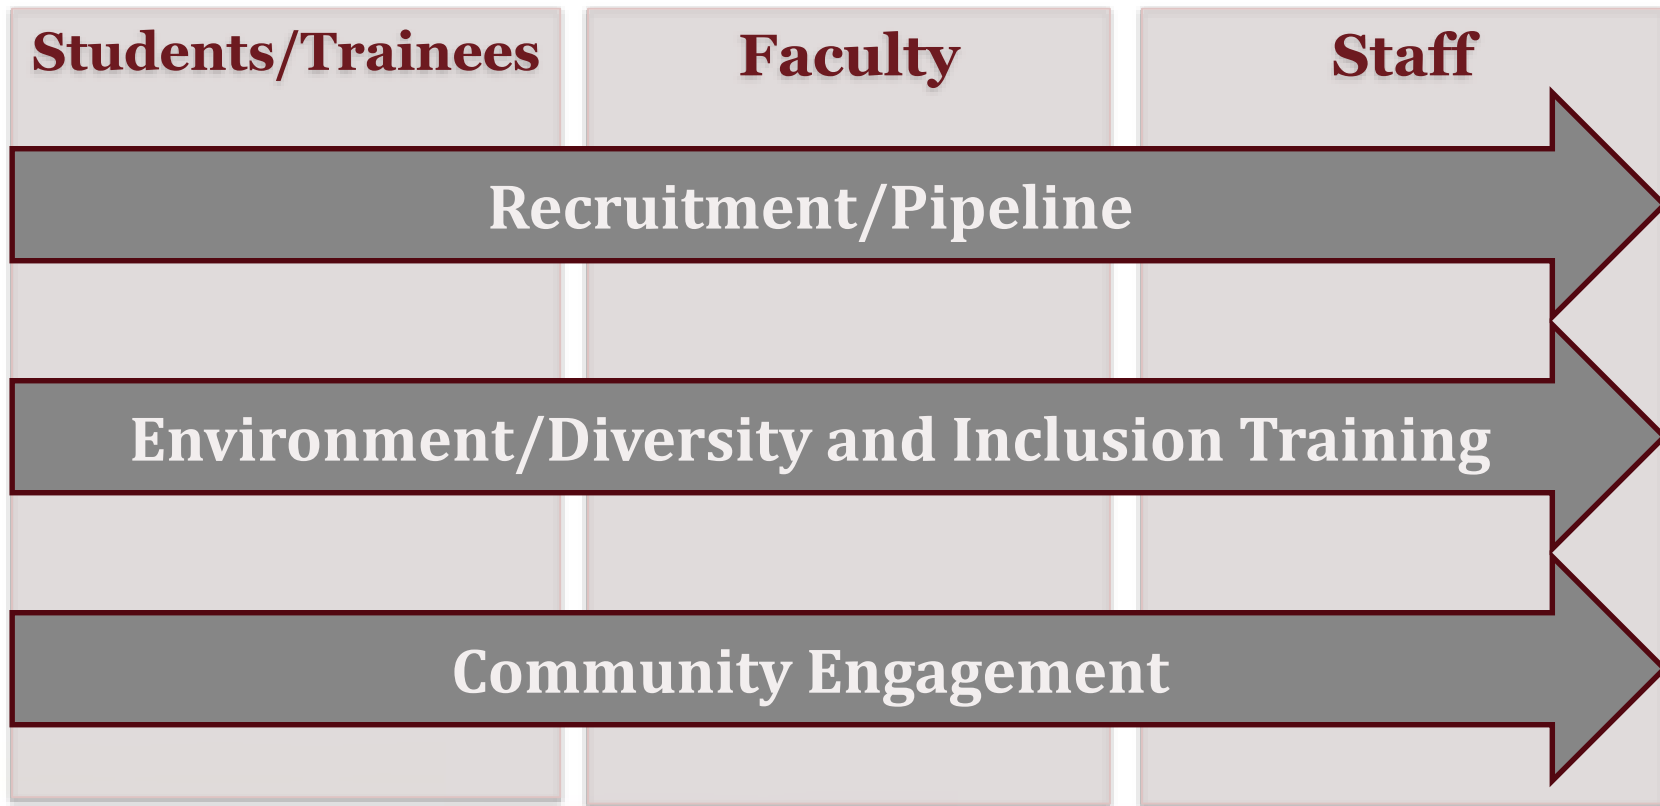 Students/Trainees
Faculty
Staff
Recruitment/Pipeline
Environment/Diversity and Inclusion Training
Community Engagement